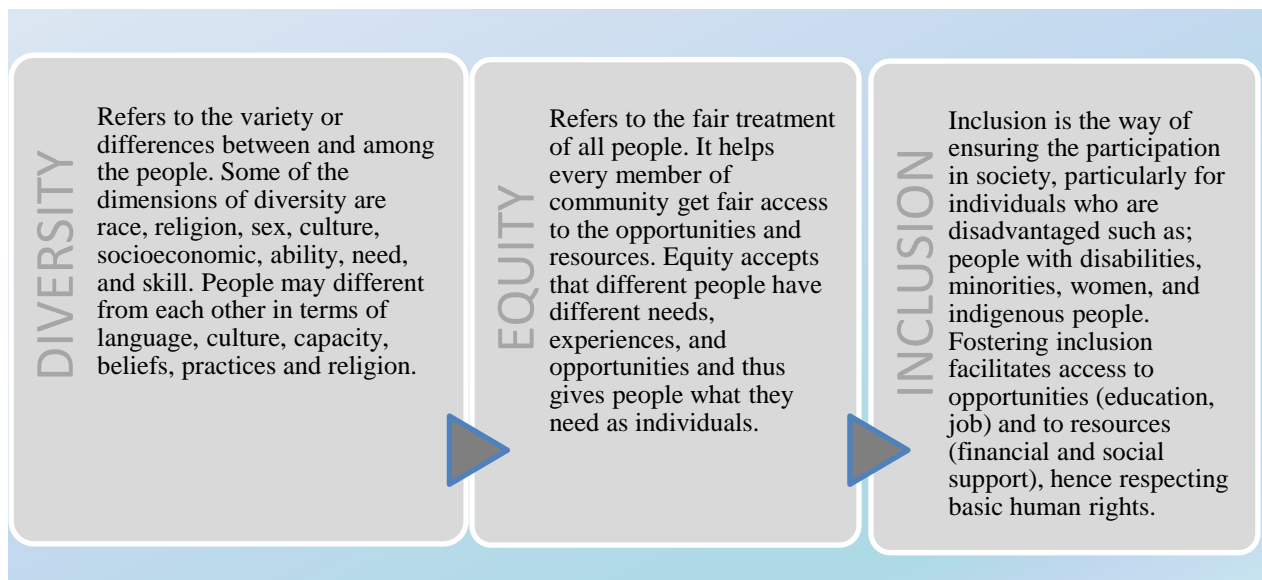 DIVERSITY
Refers to the variety or
differences between and among
the people. Some of the
dimensions of diversity are
race, religion, sex, culture,
socioeconomic, ability, need,
and skill. People may different
from each other in terms of
language, culture, capacity,
beliefs, practices and religion.
EQUITY
Refers to the fair treatment
of all people. It helps
every member of
community get fair access
to the opportunities and
resources. Equity accepts
that different people have
different needs,
experiences, and
opportunities and thus
gives people what they
need as individuals.
INCLUSION
Inclusion is the way of
ensuring the participation
in society, particularly for
individuals who are
disadvantaged such as;
people with disabilities,
minorities, women, and
indigenous people.
Fostering inclusion
facilitates access to
opportunities (education,
job) and to resources
(financial and social
support), hence respecting
basic human rights.